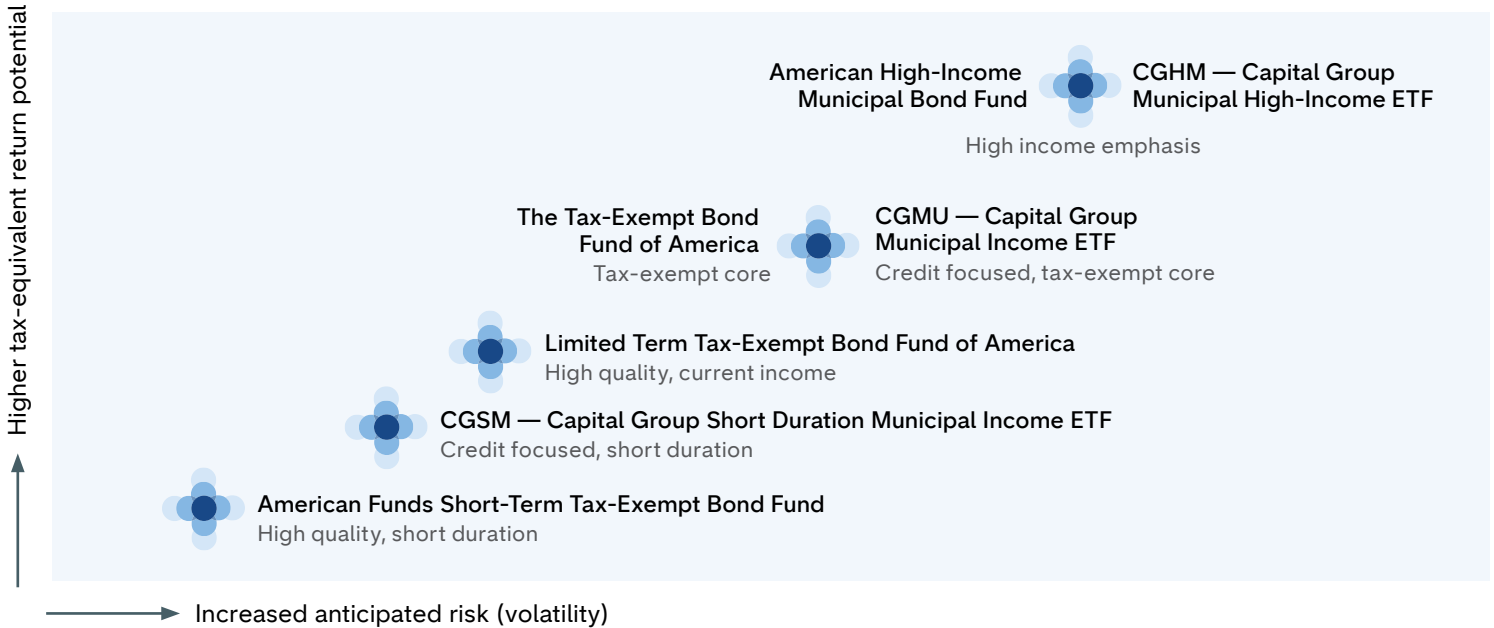 Higher tax-equivalent return potential
American High-Income
Municipal Bond Fund
CGHM — Capital Group
Municipal High-Income ETF
High income emphasis
The Tax-Exempt Bond
Fund of America
Tax-exempt core
CGMU — Capital Group
Municipal Income ETF
Credit focused, tax-exempt core
Limited Term Tax-Exempt Bond Fund of America
High quality, current income
CGSM — Capital Group Short Duration Municipal Income ETF
Credit focused, short duration
American Funds Short-Term Tax-Exempt Bond Fund
High quality, short duration
Increased anticipated risk (volatility)